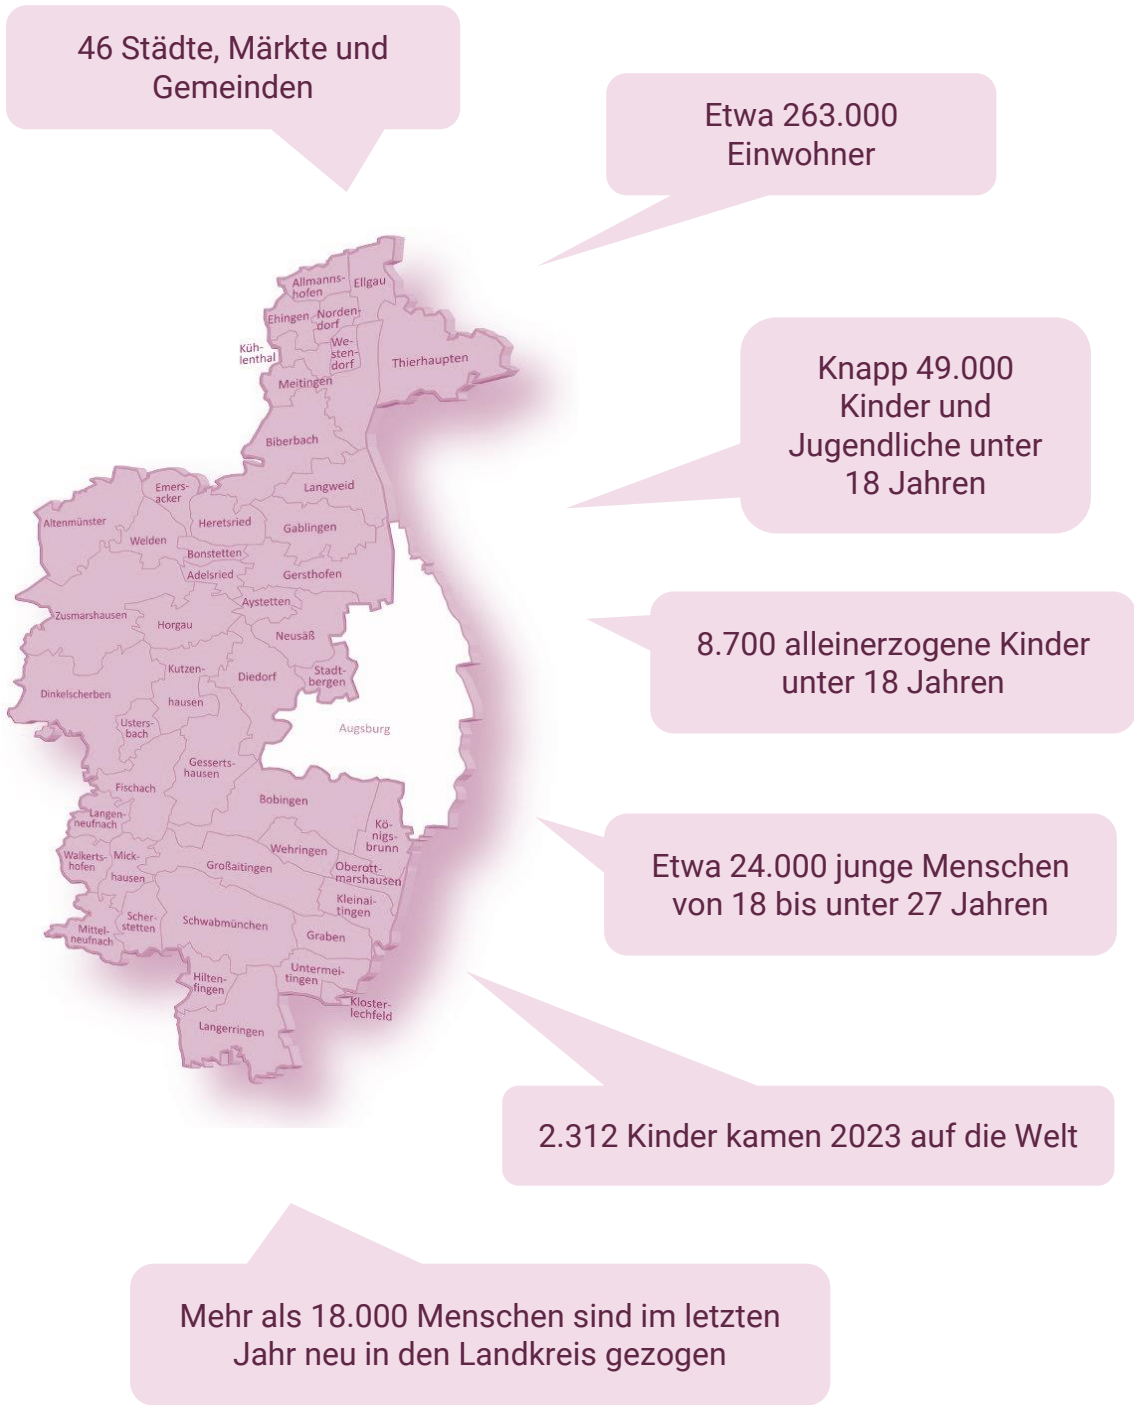 46 Städte, Märkte und
Gemeinden
Etwa 263.000
Einwohner
Allmanns-
hofen
Ellgau
Ehingen
Norden-
dorf
Küh-
lenthal
We-
sten-
dorf
Thierhaupten
Meitingen
Knapp 49.000
Kinder und
Jugendliche unter
18 Jahren
Biberbach
Emers-
acker
Langweid
Altenmünster
Heretsried
Gablingen
Welden
Bonstetten
Adelsried
Gersthofen
Aystetten
Zusmarshausen
Horgau
Neusäß
8.700 alleinerzogene Kinder
unter 18 Jahren
Kutzen-
hausen
Diedorf
Stadt-
bergen
Dinkelscherben
Usters-
bach
Augsburg
Gesserts-
hausen
Fischach
Bobingen
Langen-
neufnach
Kö-
nigs-
brunn
Walkerts-
hofen
Mick-
hausen
Großaitingen
Wehringen
Oberott-
marshausen
Etwa 24.000 junge Menschen
von 18 bis unter 27 Jahren
Kleinai-
tingen
Mittel-
neufnach
Scher-
stetten
Schwabmünchen
Graben
Hilten-
fingen
Untermei-
tingen
Kloster-
lechfeld
Langerringen
2.312 Kinder kamen 2023 auf die Welt
Mehr als 18.000 Menschen sind im letzten
Jahr neu in den Landkreis gezogen